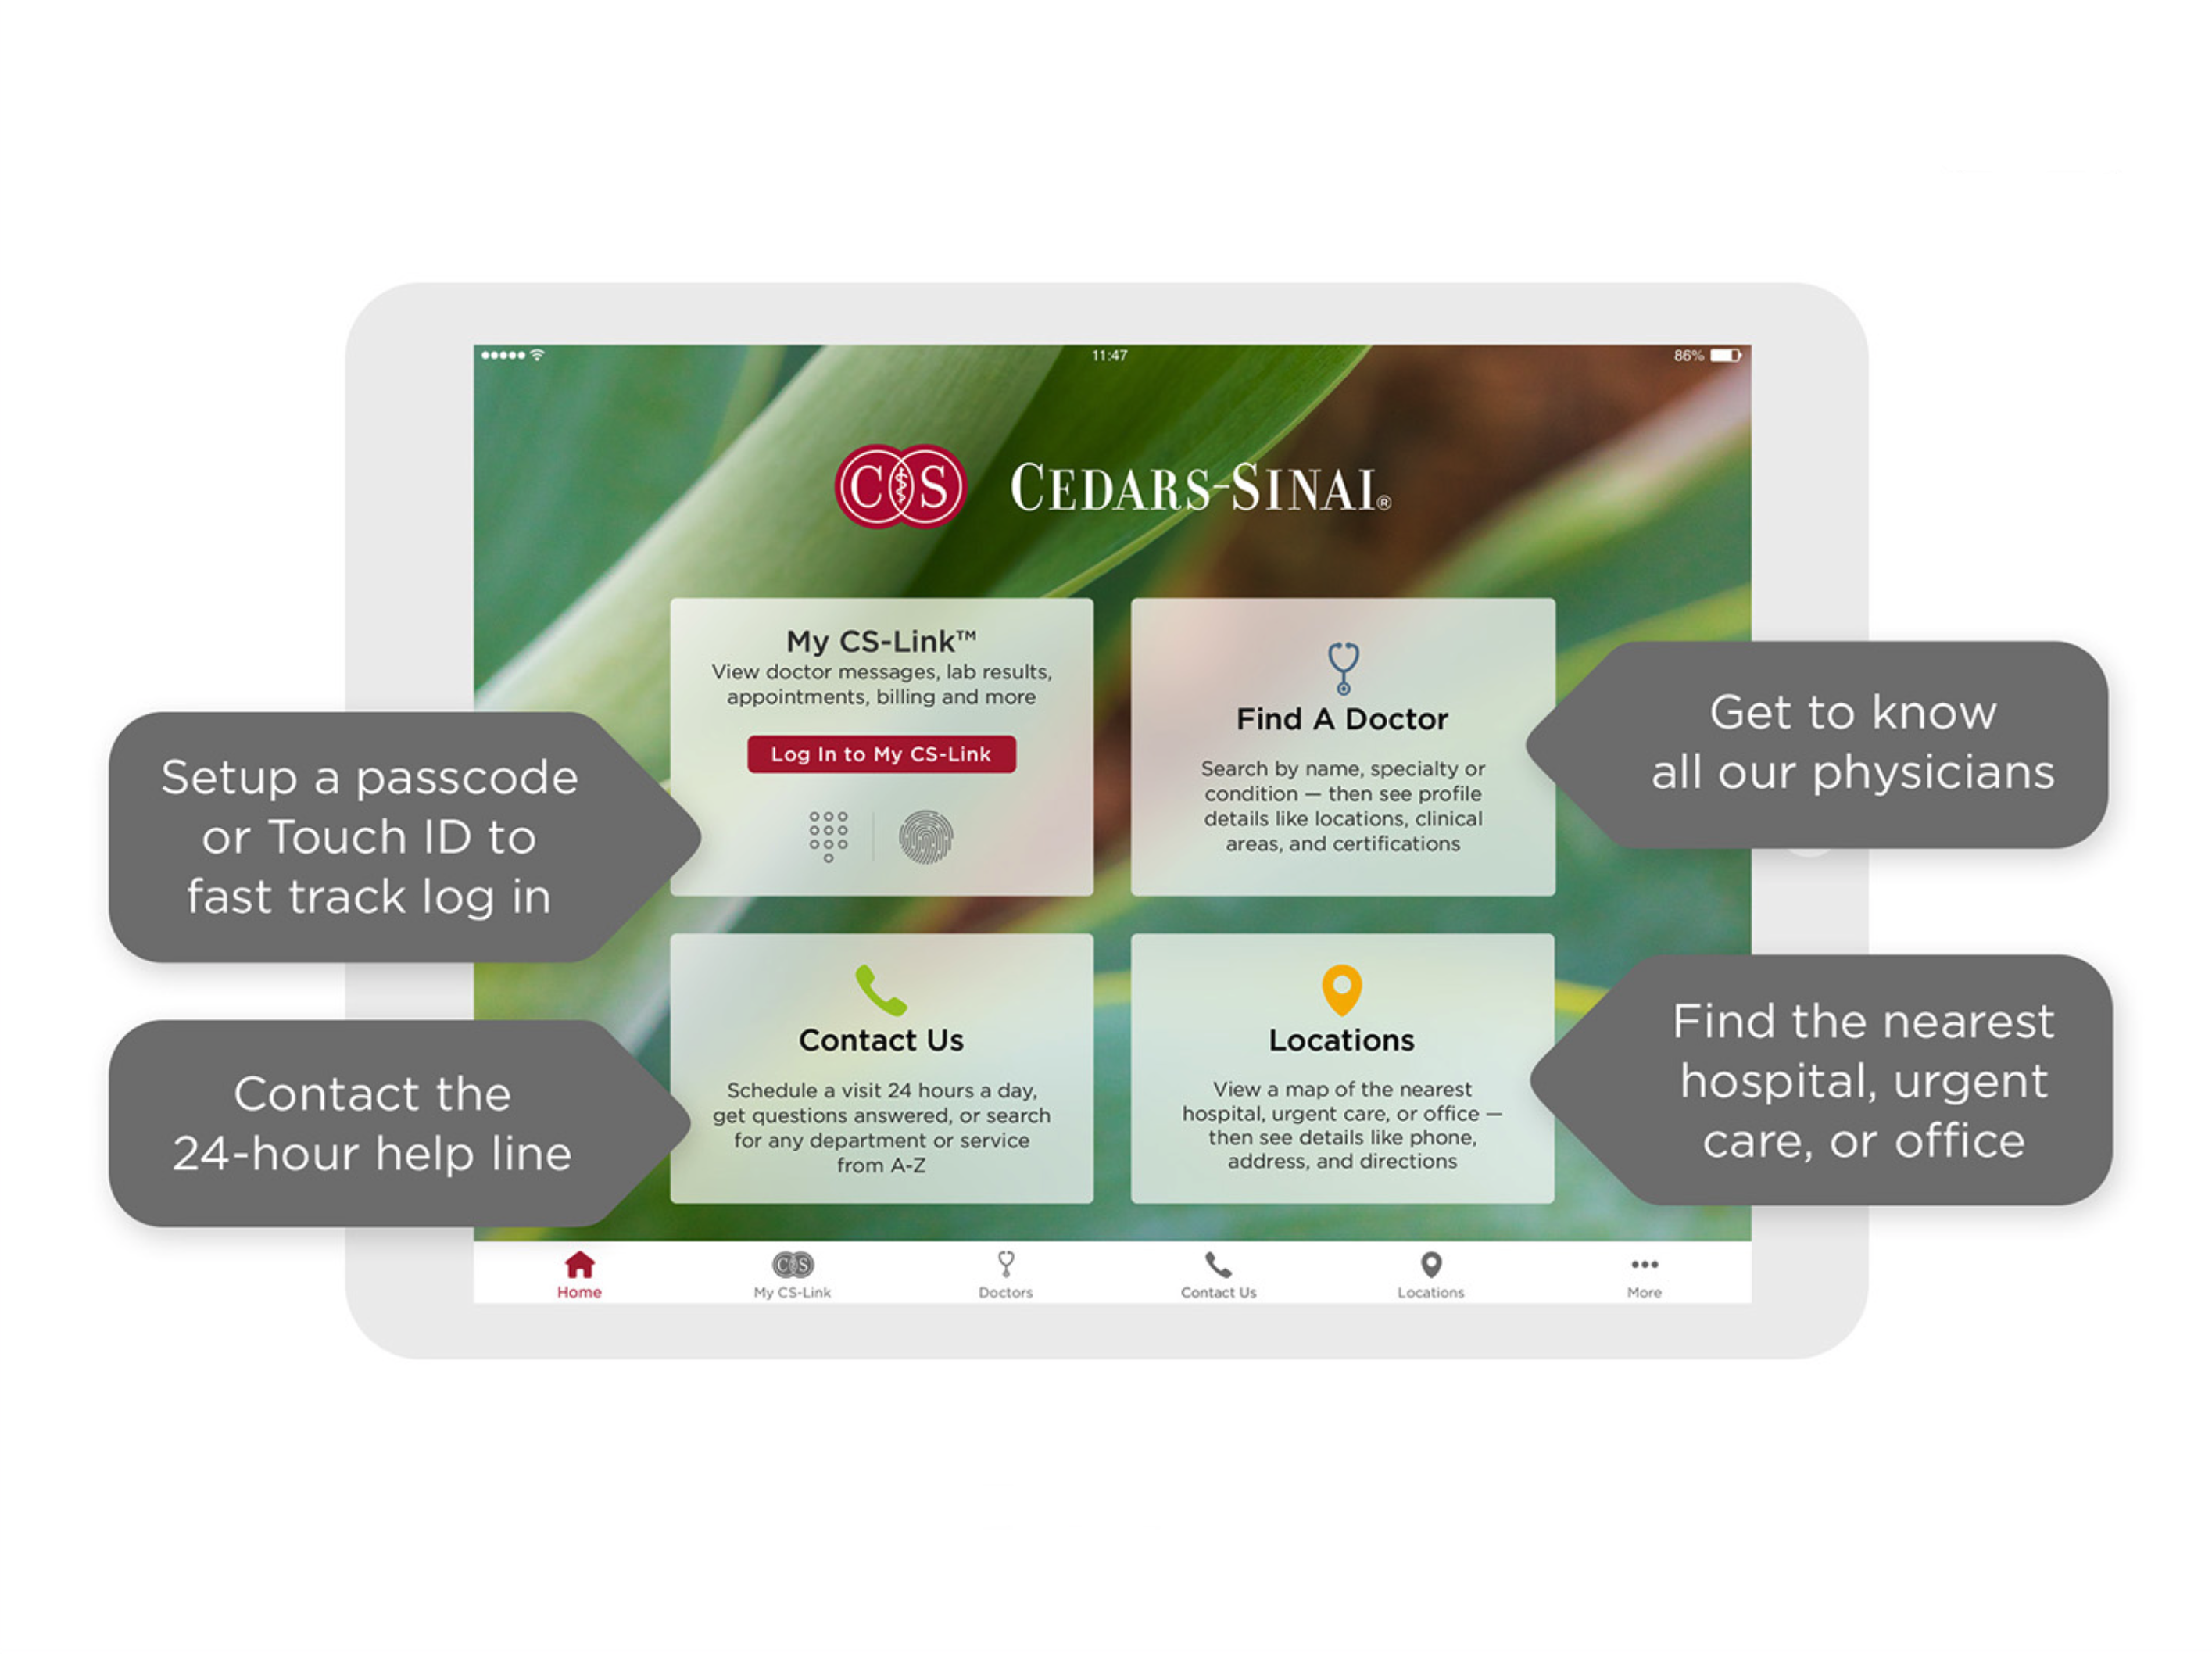 11:47
86%
C S
CEDARS-SINAI®
My CS-Link™
View doctor messages, lab results,
appointments, billing and more
Log In to My CS-Link
Find A Doctor
Search by name, specialty or
condition — then see profile
details like locations, clinical
areas, and certifications
Contact Us
Schedule a visit 24 hours a day,
get questions answered, or search
for any department or service
from A-Z
Locations
View a map of the nearest
hospital, urgent care, or office —
then see details like phone,
address, and directions
Setup a passcode
or Touch ID to
fast track log in
Get to know
all our physicians
Contact the
24-hour help line
Find the nearest
hospital, urgent
care, or office
Home
C S
My CS-Link
Doctors
Contact Us
Locations
More